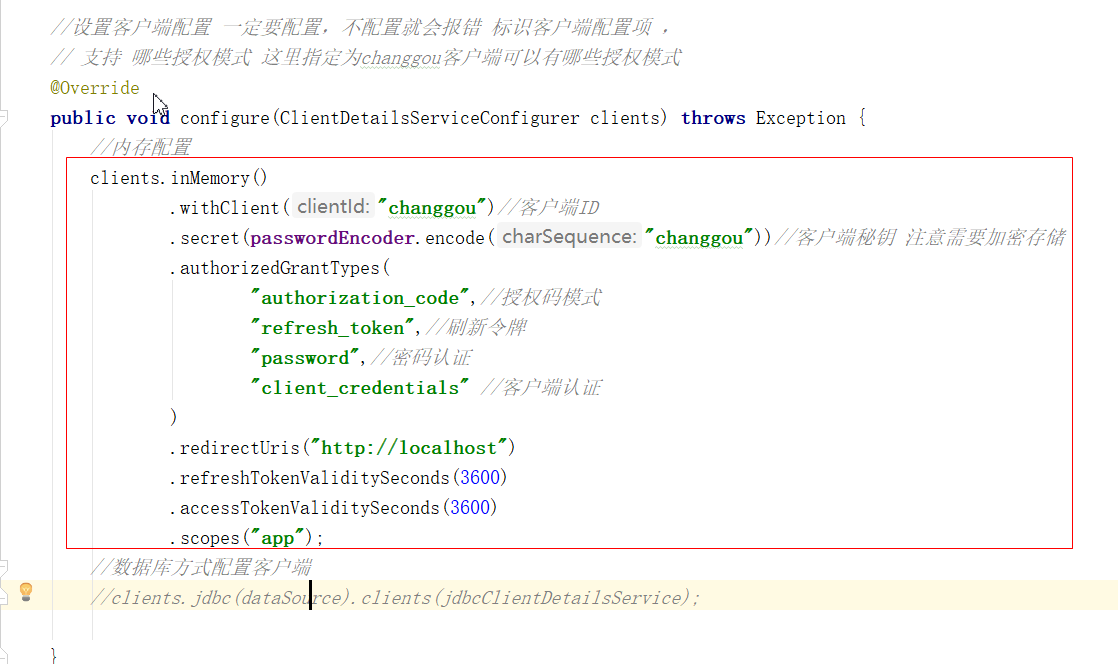 //设置客户端配置 一定要配置，不配置就会报错 标识客户端配置项 ，
// 支持 哪些授权模式 这里指定为changgou客户端可以有哪些授权模式
@Override
public void configure(ClientDetailsServiceConfigurer clients) throws Exception {
//内存配置
clients.inMemory()
.withClient( clientId: "changgou")//客户端ID
.secret(passwordEncoder.encode( charSequence: "changgou"))//客户端秘钥 注意需要加密存储
.authorizedGrantTypes(
"authorization_code",//授权码模式
"refresh_token",//刷新令牌
"password",//密码认证
"client_credentials" //客户端认证
)
.redirectUris("http://localhost")
.refreshTokenValiditySeconds(3600)
.accessTokenValiditySeconds(3600)
.scopes("app");
//数据库方式配置客户端
//clients.jdbc(dataSource).clients(jdbcClientDetailsService);
}